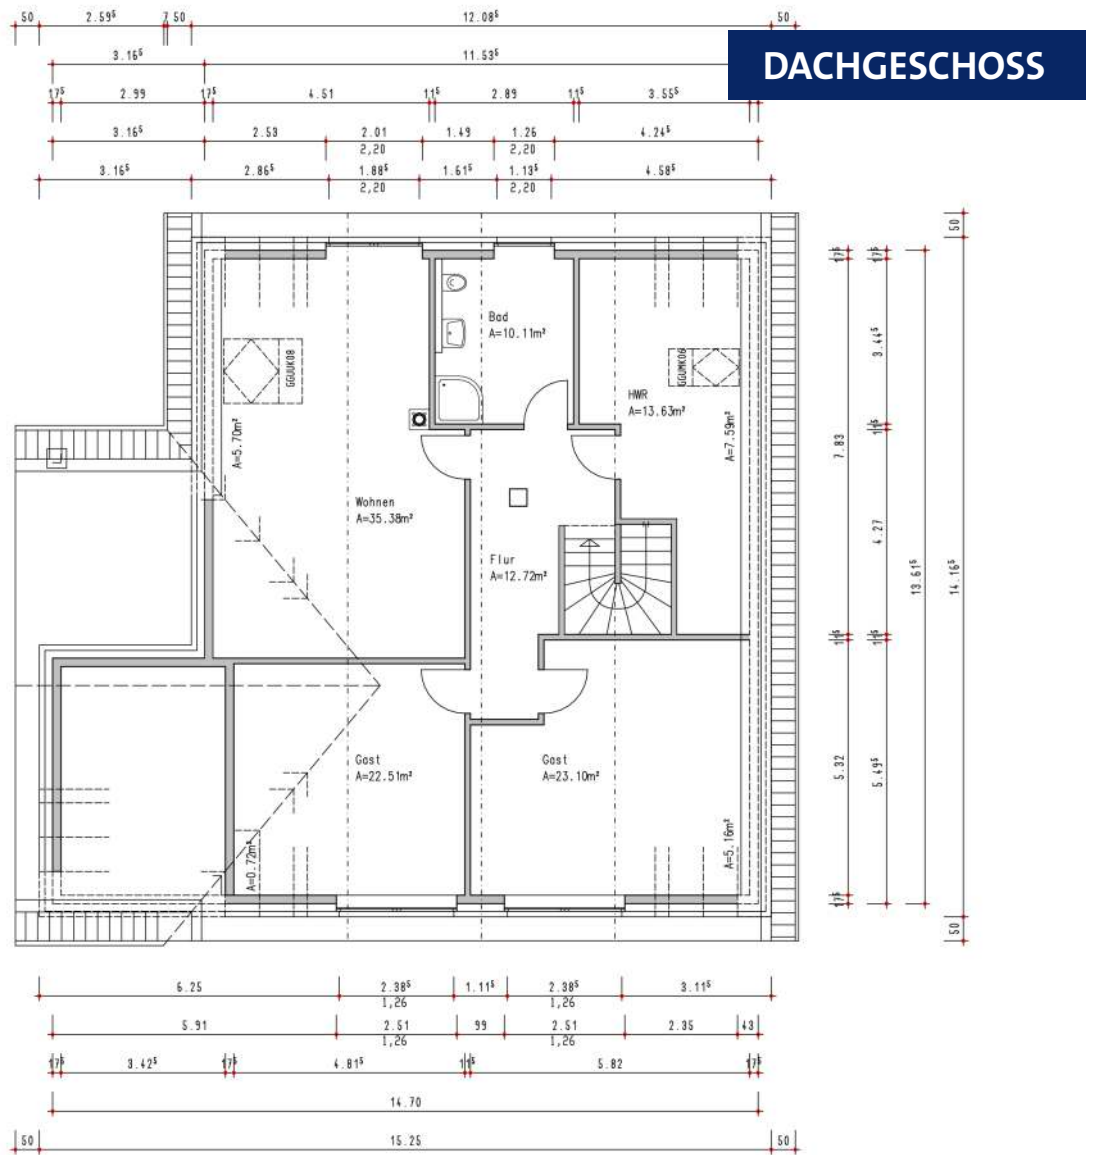 50 2.59⁵ 7 50 12.08⁵ 50
3.16⁵ 11.53⁵
DACHGESCHOSS
17⁵ 2.99 17⁵ 4.51 11⁵ 2.89 11⁵ 3.55⁵
3.16⁵ 2.53 2.01 1.49 1.26 4.24⁵
2,20 2,20
3.16⁵ 2.86⁵ 1.88⁵ 1.61⁵ 1.13⁵ 4.58⁵
2,20 2,20
50
17⁵ 17⁵
Bad
A=10.11m²
3.44⁵
GGUUK08
GGUMK06
HWR
A=13.63m²
A=5.70m²
A=7.59m²
11⁵
7.83
Wohnen
A=35.38m²
4.27
Flur
A=12.72m²
13.61⁵
14.16⁵
11⁵ 11⁵
Gast
A=22.51m²
Gast
A=23.10m²
5.32
5.49⁵
A=0.72m²
A=5.16m²
17⁵ 17⁵
50
6.25 2.38⁵ 1.11⁵ 2.38⁵ 3.11⁵
1,26 1,26
5.91 2.51 99 2.51 2.35 43
1,26 1,26
17⁵ 3.42⁵ 17⁵ 4.81⁵ 11⁵ 5.82 17⁵
14.70
50 15.25 50